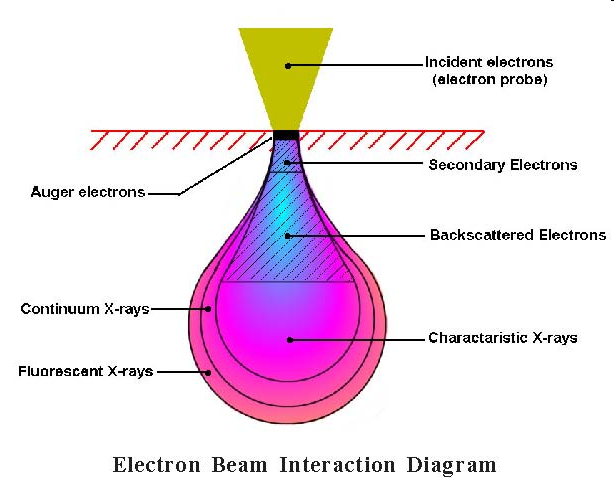 Incident electrons
(electron probe)
Secondary Electrons
Auger electrons
Backscattered Electrons
Continuum X-rays
Charactaristic X-rays
Fluorescent X-rays
Electron Beam Interaction Diagram